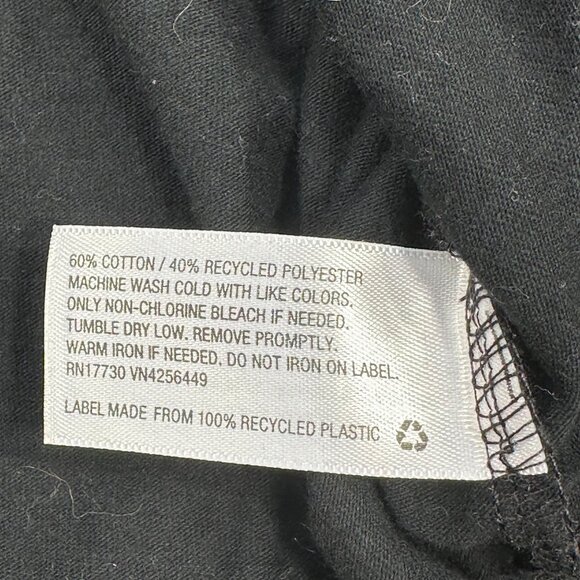 60% COTTON / 40% RECYCLED POLYESTER
MACHINE WASH COLD WITH LIKE COLORS.
ONLY NON-CHLORINE BLEACH IF NEEDED.
TUMBLE DRY LOW. REMOVE PROMPTLY.
WARM IRON IF NEEDED. DO NOT IRON ON LABEL.
RN17730 VN4256449
LABEL MADE FROM 100% RECYCLED PLASTIC